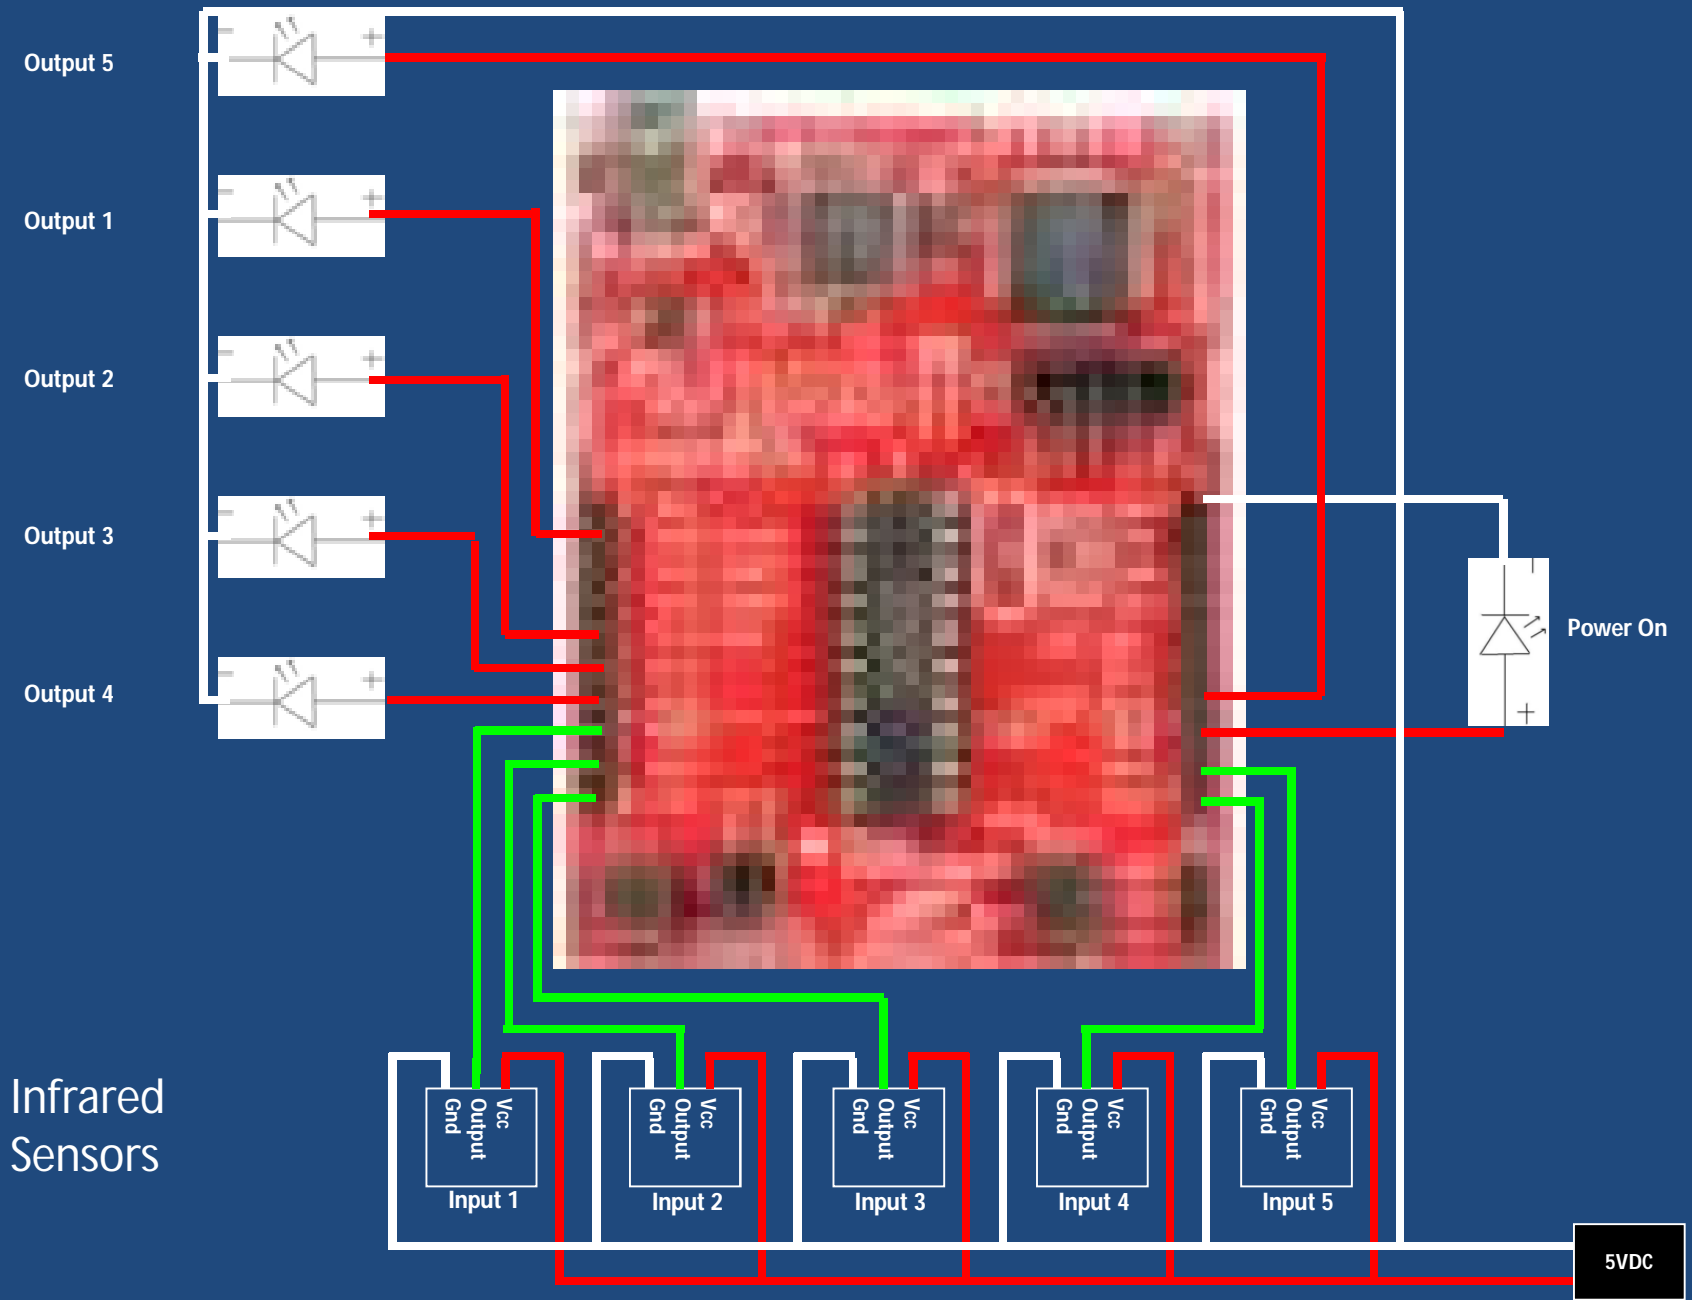 Output 5
Output 1
Output 2
Output 3
Output 4
Power On
Infrared
Sensors
Gnd
Output
Vcc
Input 1
Gnd
Output
Vcc
Input 2
Gnd
Output
Vcc
Input 3
Gnd
Output
Vcc
Input 4
Gnd
Output
Vcc
Input 5
5VDC